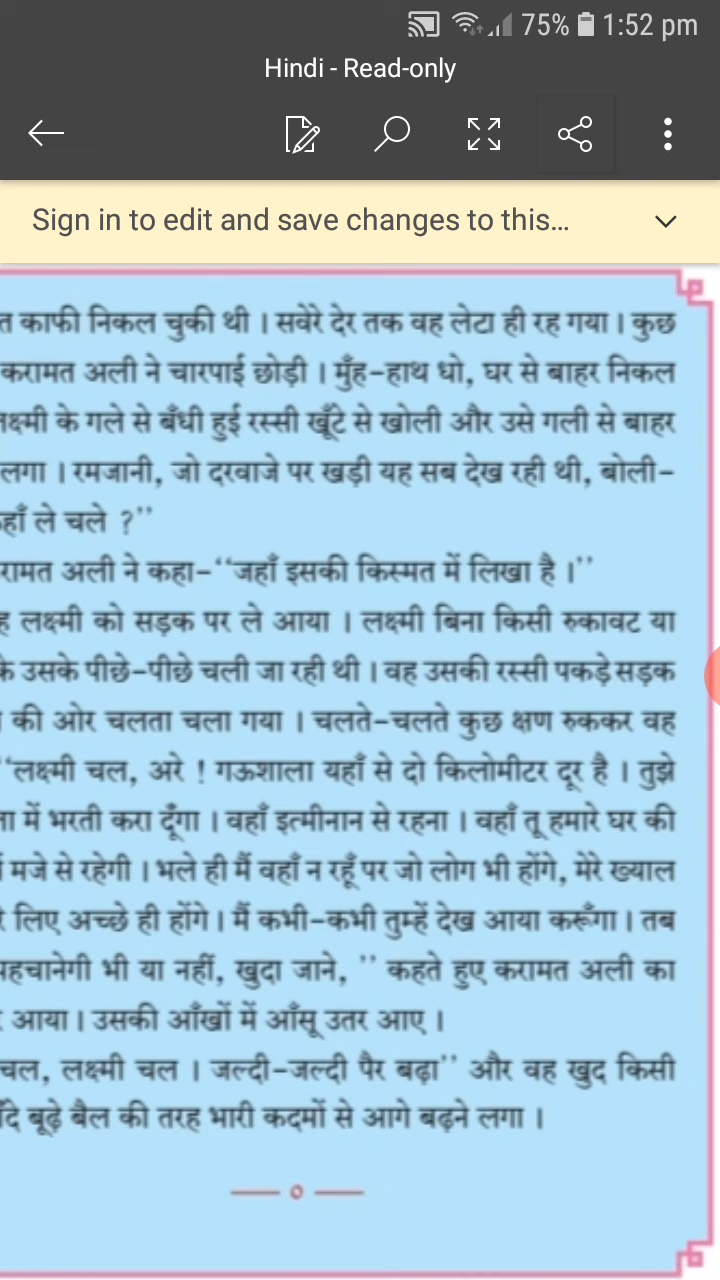 75% 1:52 pm
Hindi - Read-only
Sign in to edit and save changes to this...
काफी निकल चुकी थी । सवेरे देर तक वह लेटा ही रह गया । कुछ
करामत अली ने चारपाई छोड़ी । मुँह-हाथ धो, घर से बाहर निकल
के गले से बँधी हुई रस्सी खूँटे से खोली और उसे गली से बाहर
लगा । रमजानी, जो दरवाजे पर खड़ी यह सब देख रही थी, बोली-
ले चले ?’’
अली ने कहा-‘‘जहाँ इसकी किस्मत में लिखा है ।’’
लक्ष्मी को सड़क पर ले आया । लक्ष्मी बिना किसी रुकावट या
उसके पीछे-पीछे चली जा रही थी । वह उसकी रस्सी पकड़े सड़क
की ओर चलता चला गया । चलते-चलते कुछ क्षण रुककर वह
‘‘लक्ष्मी चल, अरे ! गऊशाला यहाँ से दो किलोमीटर दूर है । तुझे
में भरती करा दूँगा । वहाँ इत्मीनान से रहना । वहाँ तू हमारे घर की
मजे से रहेगी । भले ही मैं वहाँ न रहूँ पर जो लोग भी होंगे, मेरे ख्याल
लिए अच्छे ही होंगे । मैं कभी-कभी तुम्हें देख आया करूँगा । तब
भी या नहीं, खुदा जाने, ’’ कहते हुए करामत अली का
आया । उसकी आँखों में आँसू उतर आए ।
चल, लक्ष्मी चल । जल्दी-जल्दी पैर बढ़ा’’ और वह खुद किसी
बूढ़े बैल की तरह भारी कदमों से आगे बढ़ने लगा ।